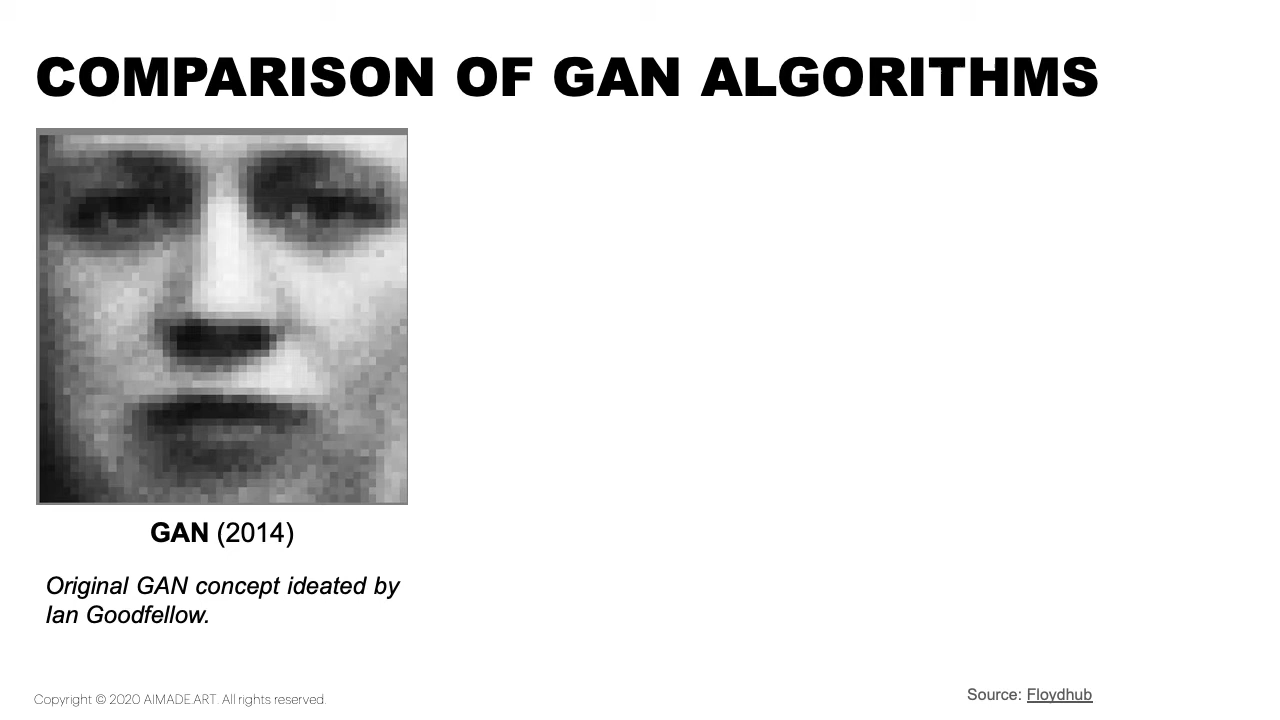 COMPARISON OF GAN ALGORITHMS
GAN (2014)
Original GAN concept ideated by
Ian Goodfellow.
Copyright © 2020 AIMADE.ART. All rights reserved.
Source: Floydhub